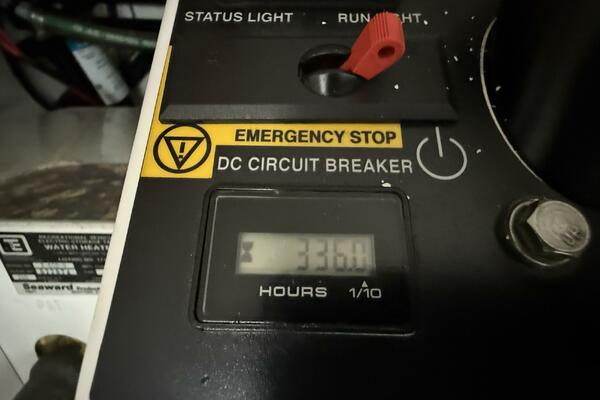 STATUS LIGHT
EMERGENCY STOP
DC CIRCUIT BREAKER
336.0
HOURS 1/10
WATER HEATER
Seaward